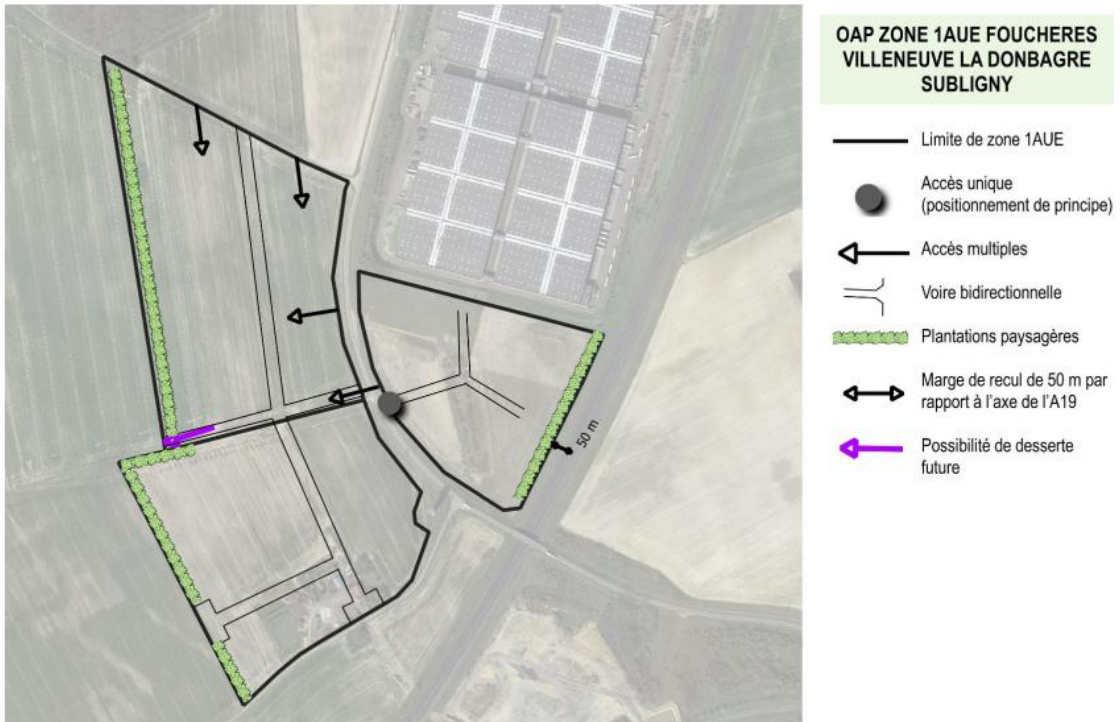 OAP ZONE 1AUE FOUCHERES
VILLENEUVE LA DONBAGRE
SUBLIGNY
Limite de zone 1AUE
Accès unique
(positionnement de principe)
Accès multiples
Voire bidirectionnelle
Plantations paysagères
Marge de recul de 50 m par
rapport à l'axe de l'A19
Possibilité de desserte
future
50 m